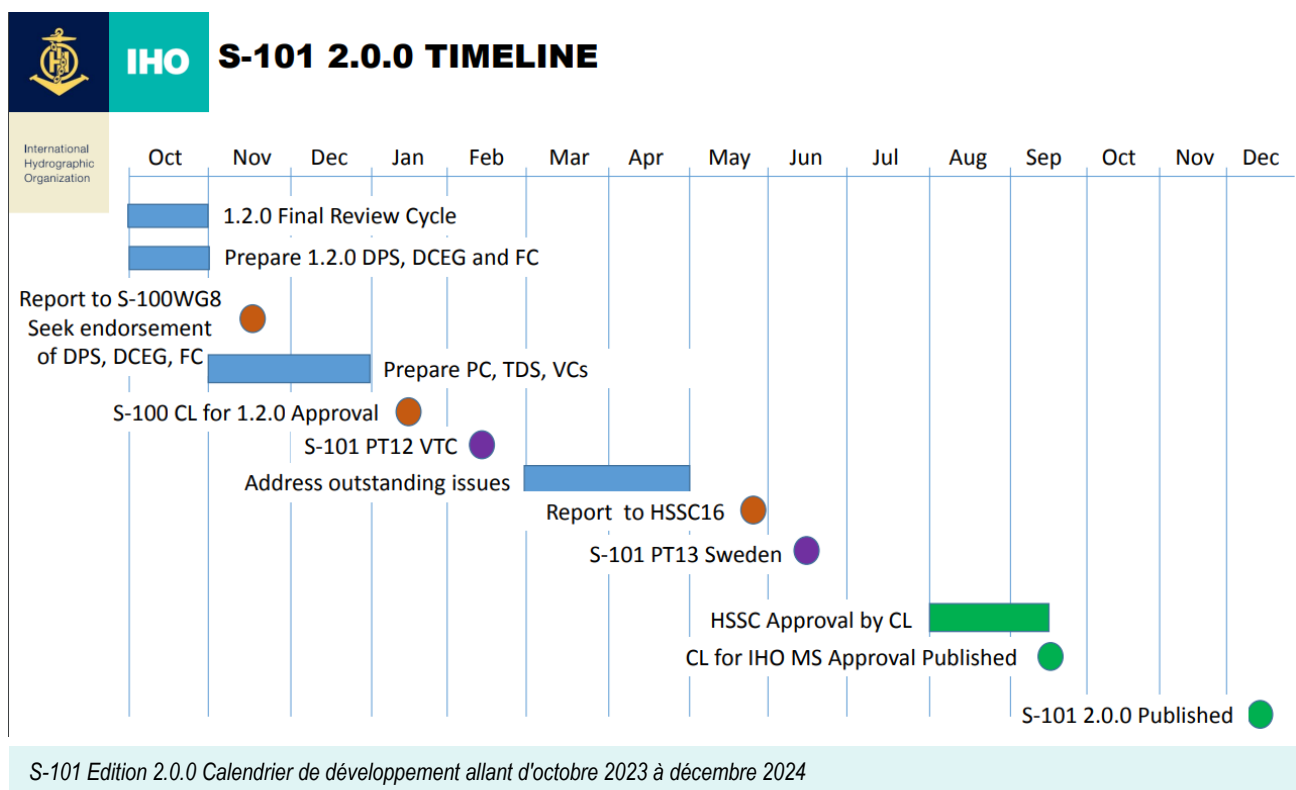 IHO
S-101 2.0.0 TIMELINE
International
Hydrographic
Organization
Oct Nov Dec Jan Feb Mar Apr May Jun Jul Aug Sep Oct Nov Dec
1.2.0 Final Review Cycle
Prepare 1.2.0 DPS, DCEG and FC
Report to S-100WG8
Seek endorsement
of DPS, DCEG, FC
Prepare PC, TDS, VCs
S-100 CL for 1.2.0 Approval
S-101 PT12 VTC
Address outstanding issues
Report to HSSC16
S-101 PT13 Sweden
HSSC Approval by CL
CL for IHO MS Approval Published
S-101 2.0.0 Published
S-101 Edition 2.0.0 Calendrier de développement allant d'octobre 2023 à décembre 2024